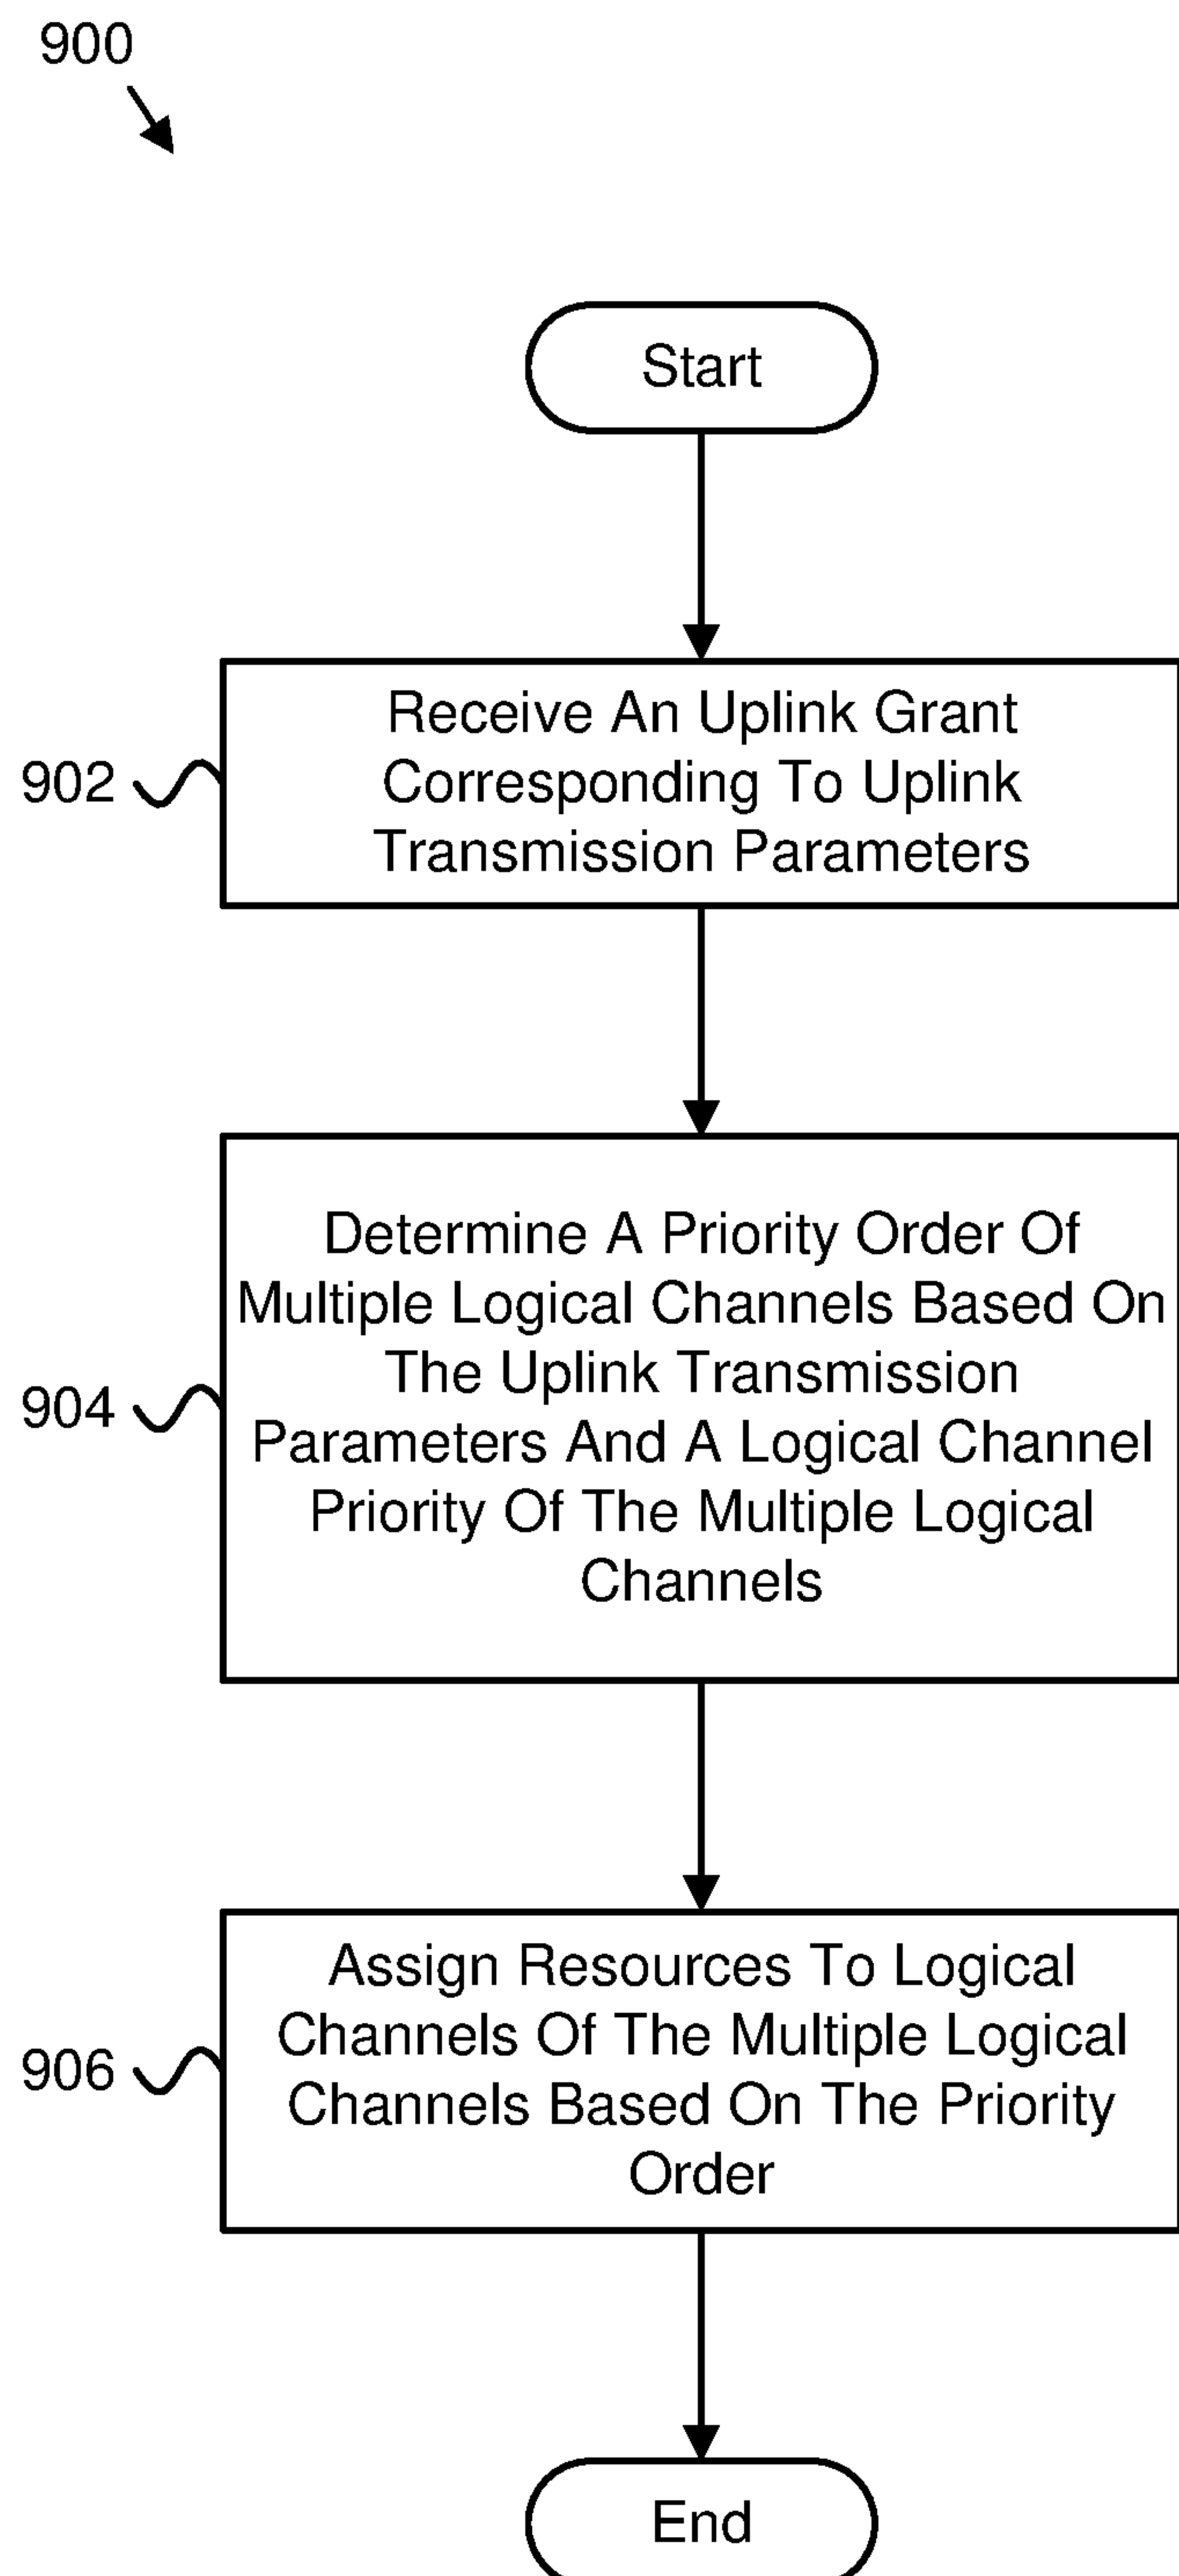 900
Start
902
Receive An Uplink Grant
Corresponding To Uplink
Transmission Parameters
904
Determine A Priority Order Of
Multiple Logical Channels Based On
The Uplink Transmission
Parameters And A Logical Channel
Priority Of The Multiple Logical
Channels
906
Assign Resources To Logical
Channels Of The Multiple Logical
Channels Based On The Priority
Order
End